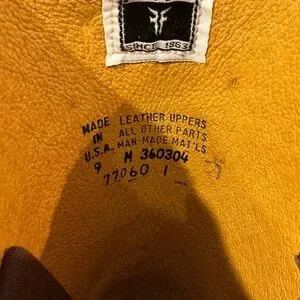 SINCE 1863
MADE LEATHER UPPERS
IN ALL OTHER PARTS
U.S.A. MAN-MADE MAT'LS
9 M 360304
77060 1